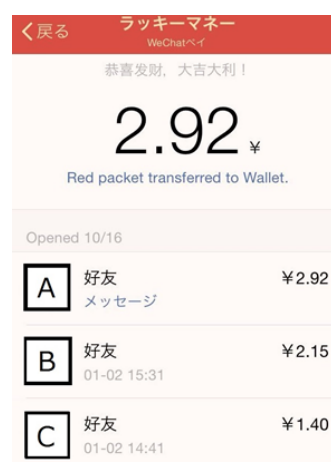 戻る
ラッキーマネー
WeChatペイ
恭喜发财，大吉大利！
2.92 ¥
Red packet transferred to Wallet.
Opened 10/16
A
好友
¥2.92
メッセージ
B
好友
¥2.15
01-02 15:31
C
好友
¥1.40
01-02 14:41